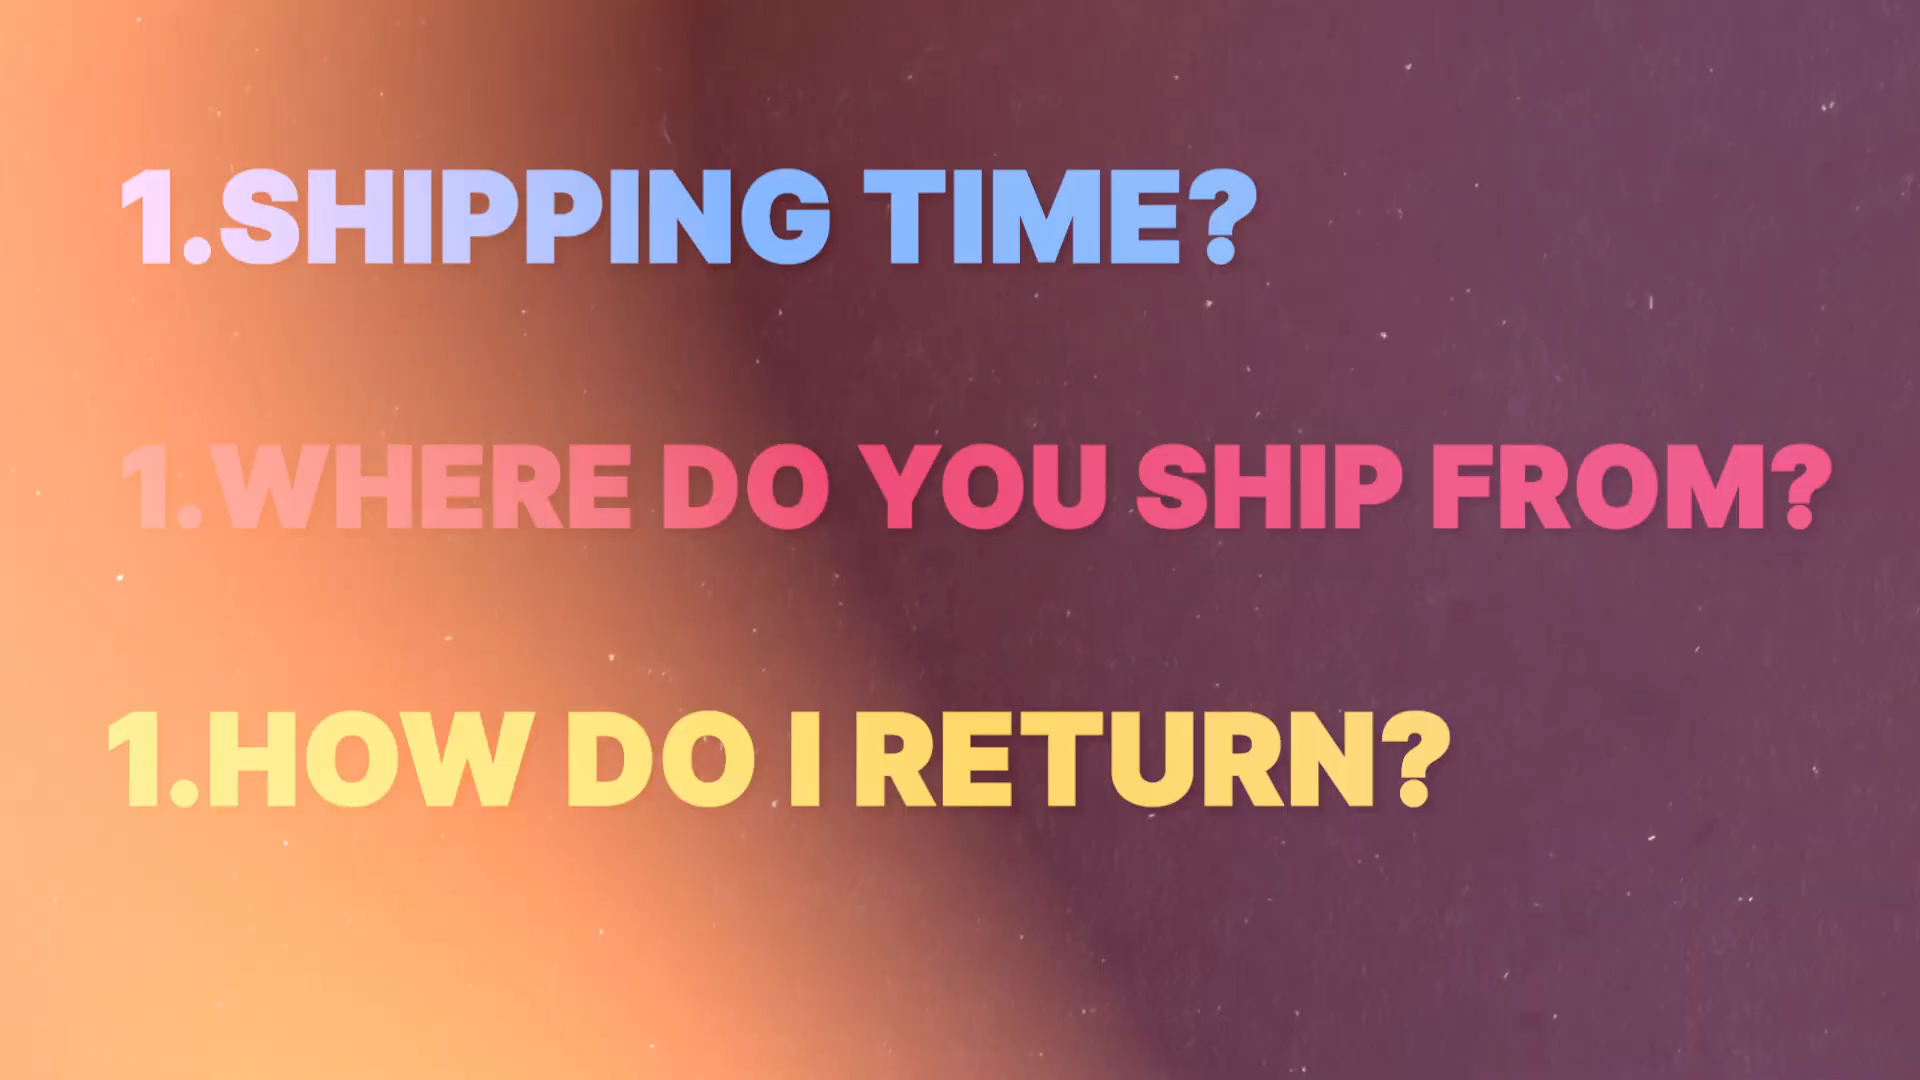 1.SHIPPING TIME?
1.WHERE DO YOU SHIP FROM?
1.HOW DO I RETURN?